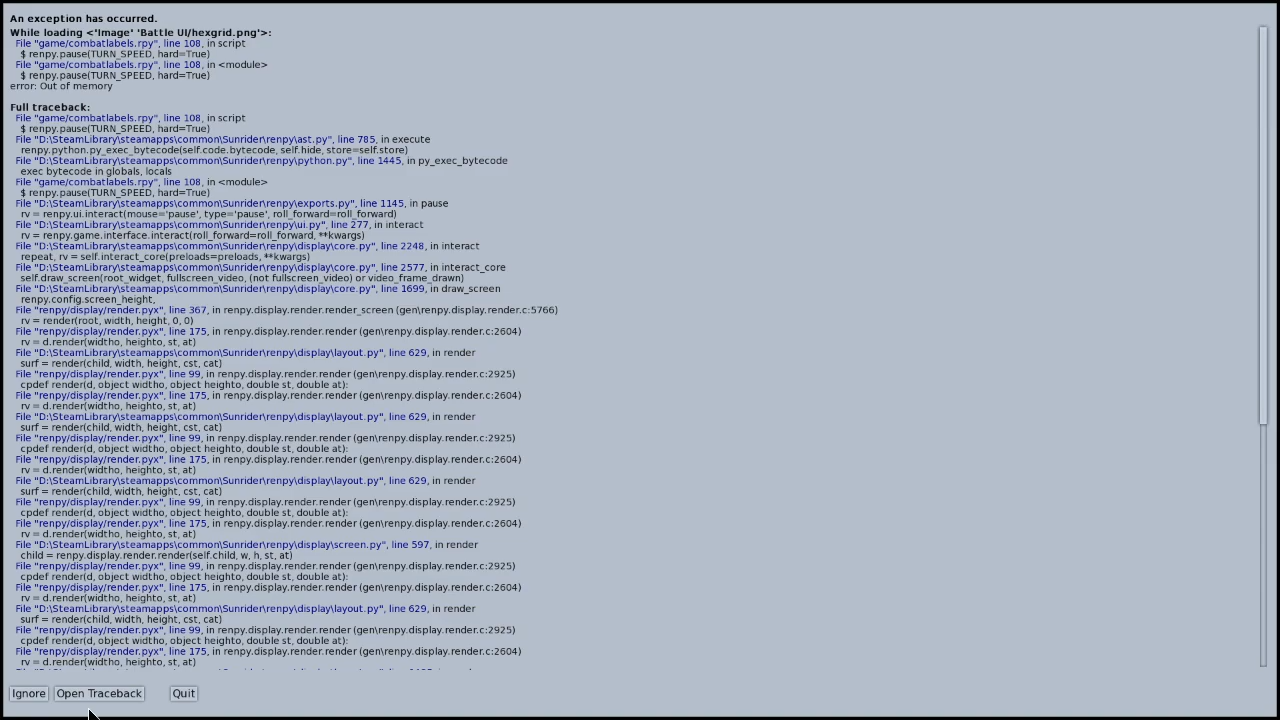 An exception has occurred.
While loading <'Image' 'Battle UI/hexgrid.png'>:
File "game/combatlabels.rpy", line 108, in script
$ renpy.pause(TURN_SPEED, hard=True)
File "game/combatlabels.rpy", line 108, in <module>
$ renpy.pause(TURN_SPEED, hard=True)
error: Out of memory
Full traceback:
File "game/combatlabels.rpy", line 108, in script
$ renpy.pause(TURN_SPEED, hard=True)
File "D:\SteamLibrary\steamapps\common\Sunrider\renpy\ast.py", line 785, in execute
renpy.python.py_exec_bytecode(self.code.bytecode, self.hide, store=self.store)
File "D:\SteamLibrary\steamapps\common\Sunrider\renpy\python.py", line 1445, in py_exec_bytecode
exec bytecode in globals, locals
File "game/combatlabels.rpy", line 108, in <module>
$ renpy.pause(TURN_SPEED, hard=True)
File "D:\SteamLibrary\steamapps\common\Sunrider\renpy\exports.py", line 1145, in pause
rv = renpy.ui.interact(mouse='pause', type='pause', roll_forward=roll_forward)
File "D:\SteamLibrary\steamapps\common\Sunrider\renpy\ui.py", line 277, in interact
rv = renpy.game.interface.interact(roll_forward=roll_forward, **kwargs)
File "D:\SteamLibrary\steamapps\common\Sunrider\renpy\display\core.py", line 2248, in interact
repeat, rv = self.interact_core(preloads=preloads, **kwargs)
File "D:\SteamLibrary\steamapps\common\Sunrider\renpy\display\core.py", line 2577, in interact_core
self.draw_screen(root_widget, fullscreen_video, (not fullscreen_video) or video_frame_drawn)
File "D:\SteamLibrary\steamapps\common\Sunrider\renpy\display\core.py", line 1699, in draw_screen
renpy.config.screen_height,
File "renpy/display/render.pyx", line 367, in renpy.display.render.render_screen (gen\renpy.display.render.c:5766)
rv = render(root, width, height, 0, 0)
File "renpy/display/render.pyx", line 175, in renpy.display.render.render (gen\renpy.display.render.c:2604)
rv = d.render(widtho, heighto, st, at)
File "D:\SteamLibrary\steamapps\common\Sunrider\renpy\display\layout.py", line 629, in render
surf = render(child, width, height, cst, cat)
File "renpy/display/render.pyx", line 99, in renpy.display.render.render (gen\renpy.display.render.c:2925)
cpdef render(d, object widtho, object heighto, double st, double at):
File "renpy/display/render.pyx", line 175, in renpy.display.render.render (gen\renpy.display.render.c:2604)
rv = d.render(widtho, heighto, st, at)
File "D:\SteamLibrary\steamapps\common\Sunrider\renpy\display\layout.py", line 629, in render
surf = render(child, width, height, cst, cat)
File "renpy/display/render.pyx", line 99, in renpy.display.render.render (gen\renpy.display.render.c:2925)
cpdef render(d, object widtho, object heighto, double st, double at):
File "renpy/display/render.pyx", line 175, in renpy.display.render.render (gen\renpy.display.render.c:2604)
rv = d.render(widtho, heighto, st, at)
File "D:\SteamLibrary\steamapps\common\Sunrider\renpy\display\layout.py", line 629, in render
surf = render(child, width, height, cst, cat)
File "renpy/display/render.pyx", line 99, in renpy.display.render.render (gen\renpy.display.render.c:2925)
cpdef render(d, object widtho, object heighto, double st, double at):
File "renpy/display/render.pyx", line 175, in renpy.display.render.render (gen\renpy.display.render.c:2604)
rv = d.render(widtho, heighto, st, at)
File "D:\SteamLibrary\steamapps\common\Sunrider\renpy\display\screen.py", line 597, in render
child = renpy.display.render.render(self.child, w, h, st, at)
File "renpy/display/render.pyx", line 99, in renpy.display.render.render (gen\renpy.display.render.c:2925)
cpdef render(d, object widtho, object heighto, double st, double at):
File "renpy/display/render.pyx", line 175, in renpy.display.render.render (gen\renpy.display.render.c:2604)
rv = d.render(widtho, heighto, st, at)
File "D:\SteamLibrary\steamapps\common\Sunrider\renpy\display\layout.py", line 629, in render
surf = render(child, width, height, cst, cat)
File "renpy/display/render.pyx", line 99, in renpy.display.render.render (gen\renpy.display.render.c:2925)
cpdef render(d, object widtho, object heighto, double st, double at):
File "renpy/display/render.pyx", line 175, in renpy.display.render.render (gen\renpy.display.render.c:2604)
rv = d.render(widtho, heighto, st, at)
Ignore Open Traceback Quit